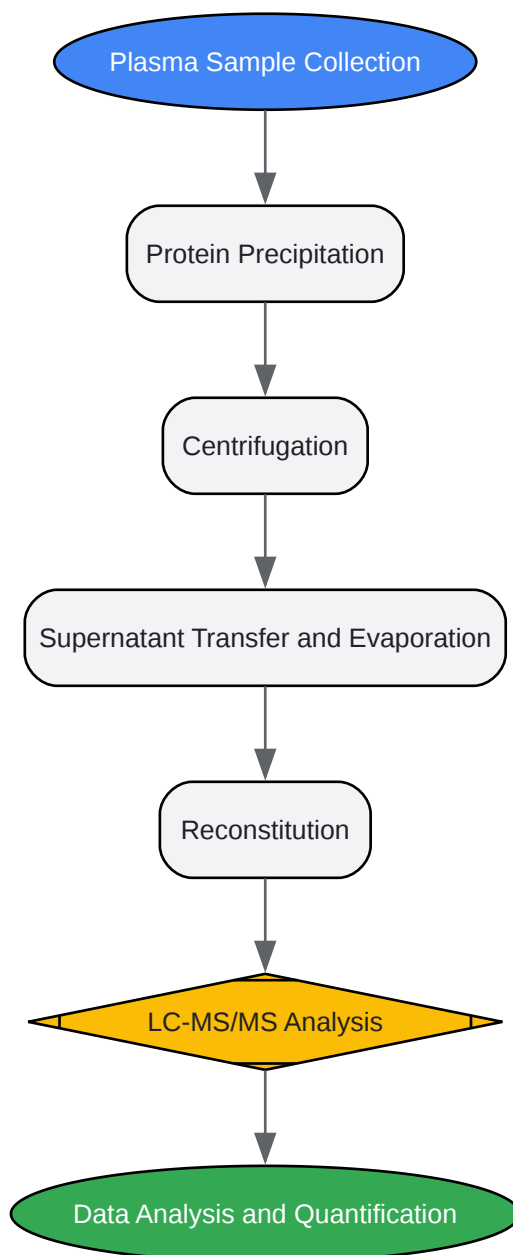 Plasma Sample Collection
Protein Precipitation
Centrifugation
Supernatant Transfer and Evaporation
Reconstitution
LC-MS/MS Analysis
Data Analysis and Quantification